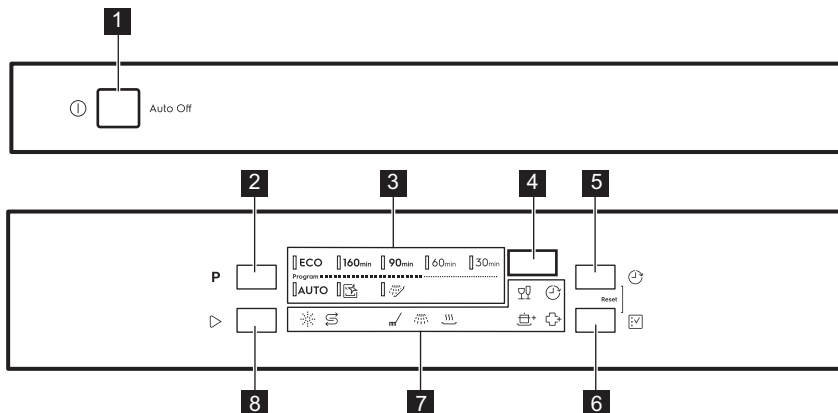 1
Auto Off
2 3 4 5
P ECO 160min 90min 60min 30min
Program
AUTO
Reset
8 7 6